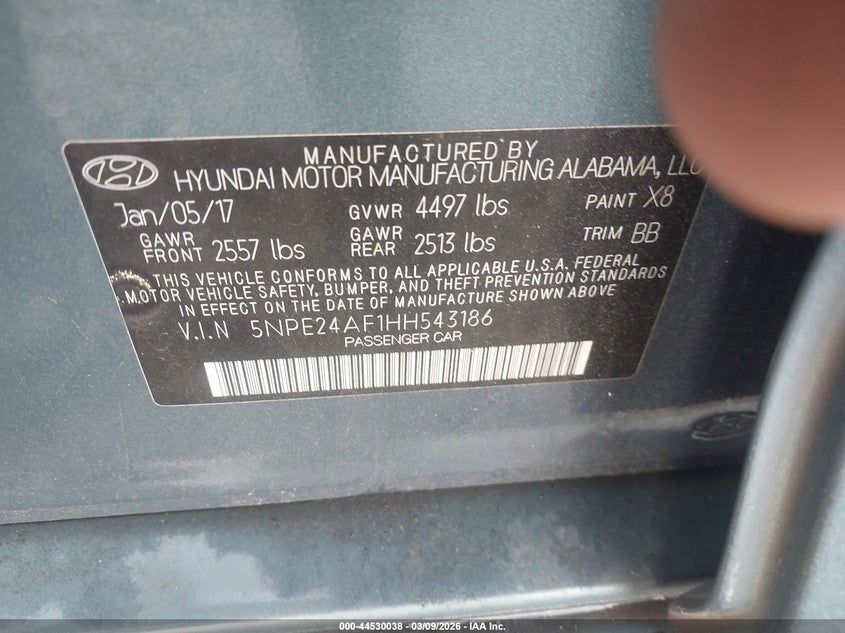 MANUFACTURED BY
HYUNDAI MOTOR MANUFACTURING ALABAMA, LLC
Jan/05/17 GVWR 4497 lbs PAINT X8
GAWR FRONT 2557 lbs GAWR REAR 2513 lbs TRIM BB
THIS VEHICLE CONFORMS TO ALL APPLICABLE U.S.A. FEDERAL
MOTOR VEHICLE SAFETY, BUMPER, AND THEFT PREVENTION STANDARDS
IN EFFECT ON THE DATE OF MANUFACTURE SHOWN ABOVE
V.I.N 5NPE24AF1HH543186
PASSENGER CAR
000-44530038 - 03/09/2026 - IAA Inc.